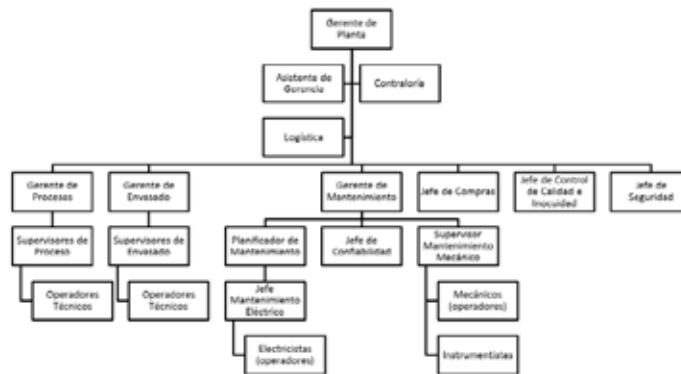 Gerente de
Planta
Asistente de
Gerencia
Contraloría
Logística
Gerente de
Procesos
Gerente de
Envasado
Gerente de
Mantenimiento
Jefe de Compras
Jefe de Control
de Calidad e
Inocuidad
Jefe de
Seguridad
Supervisores de
Proceso
Supervisores de
Envasado
Planificador de
Mantenimiento
Jefe de
Confiabilidad
Supervisor
Mantenimiento
Mecánico
Operadores
Técnicos
Operadores
Técnicos
Jefe
Mantenimiento
Eléctrico
Mecánicos
(operadores)
Electricistas
(operadores)
Instrumentistas